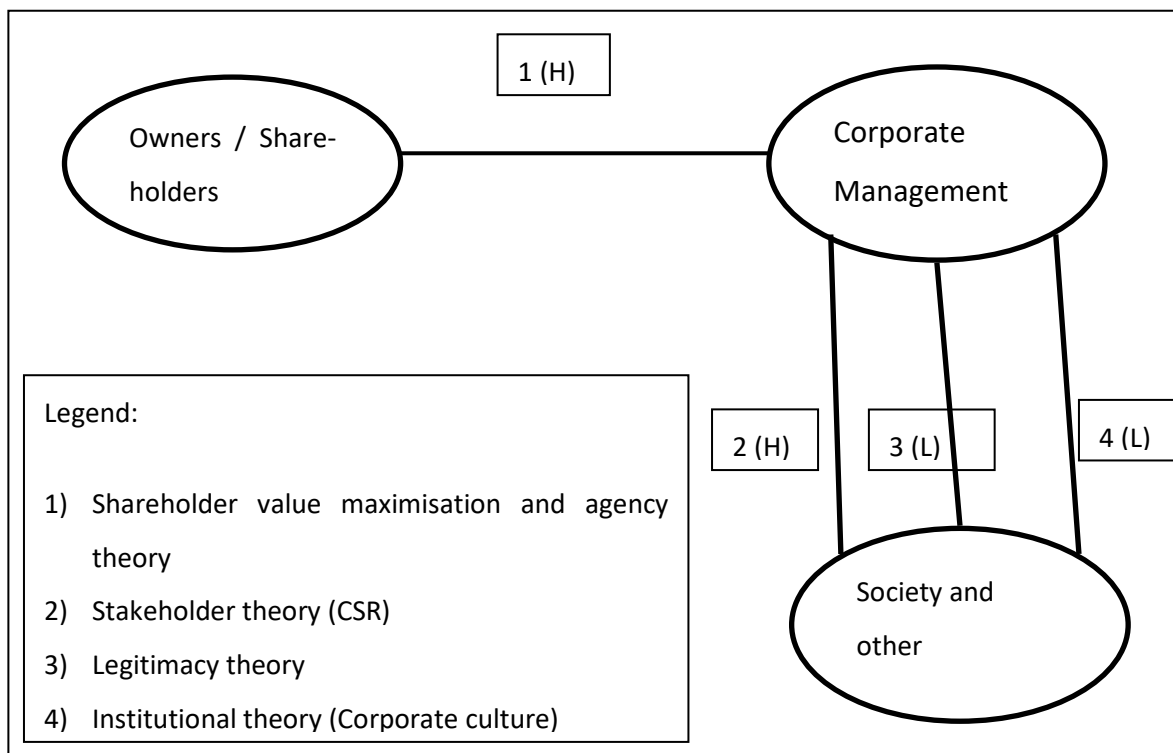 1 (H)
Owners / Share-
holders
Corporate
Management
2 (H)
3 (L)
4 (L)
Legend:
1) Shareholder value maximisation and agency
theory
2) Stakeholder theory (CSR)
3) Legitimacy theory
4) Institutional theory (Corporate culture)
Society and
other